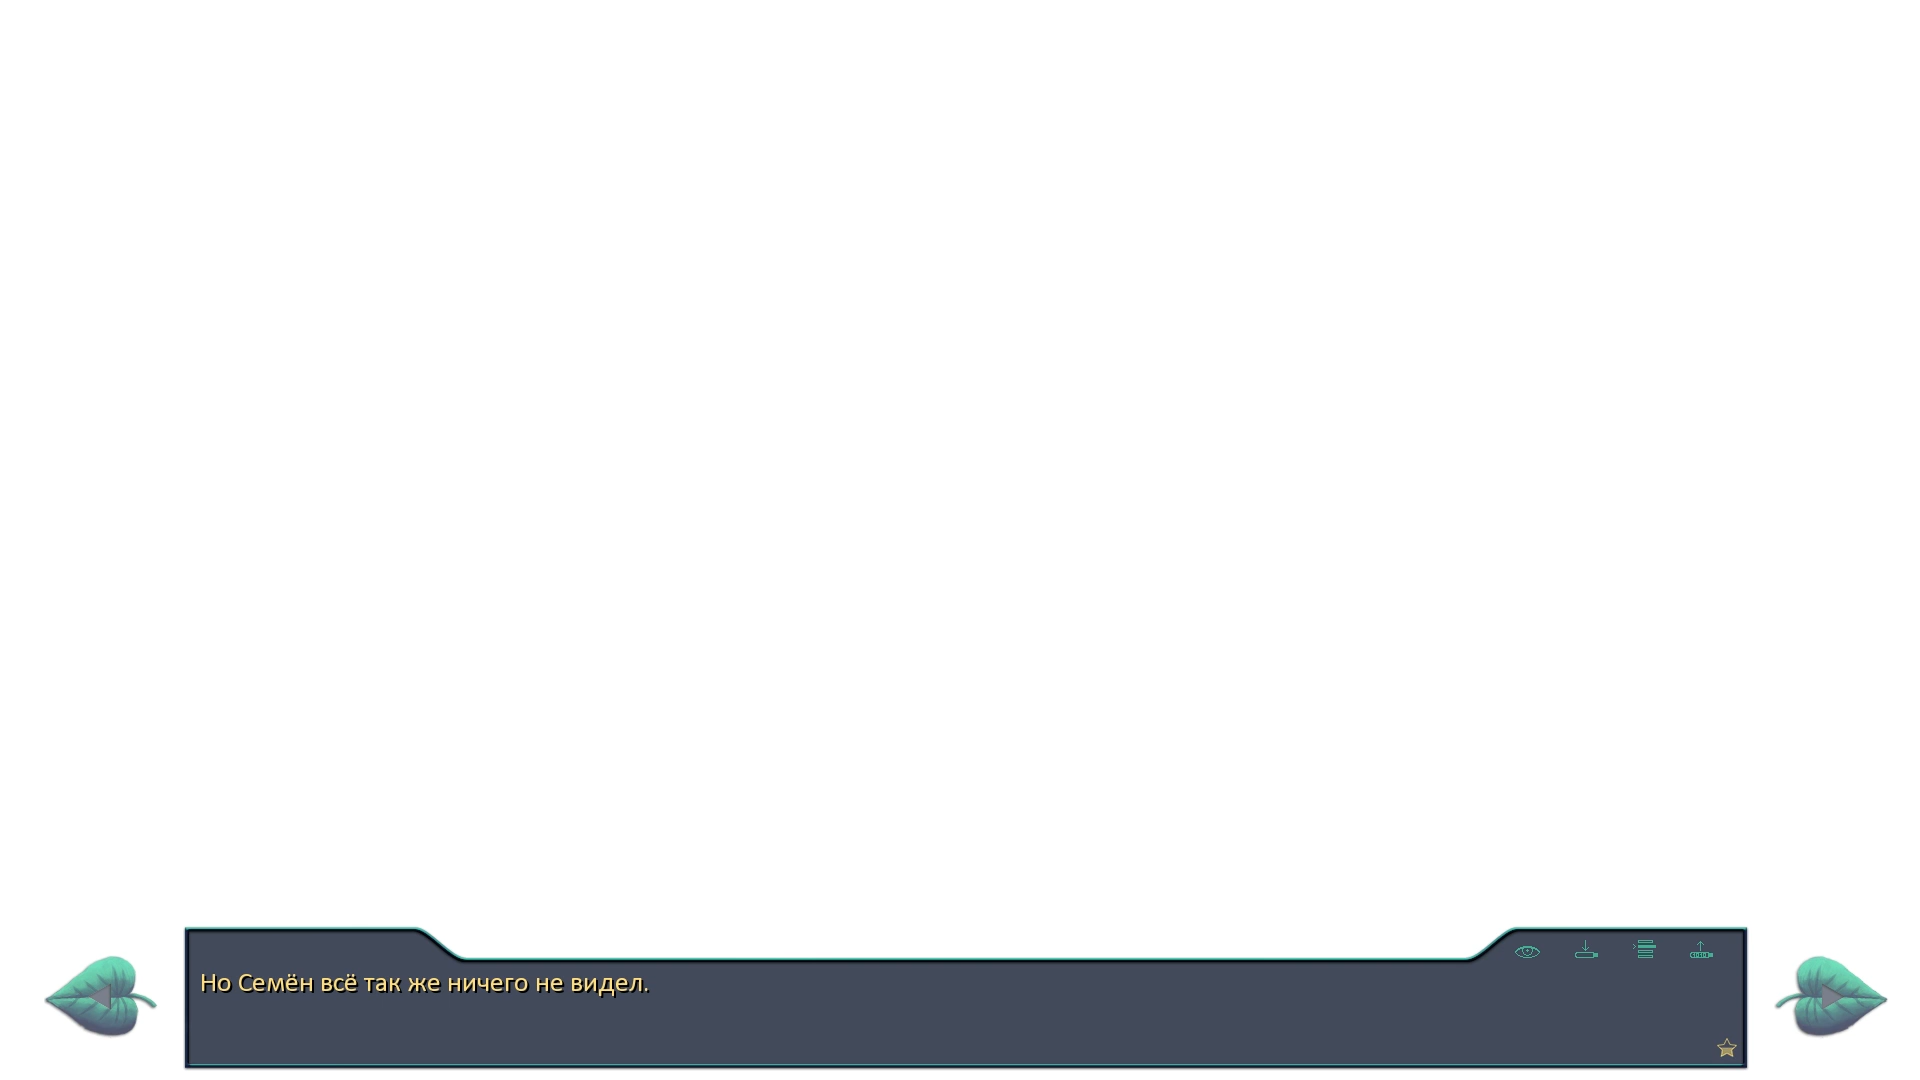 Но Семён всё так же ничего не видел.